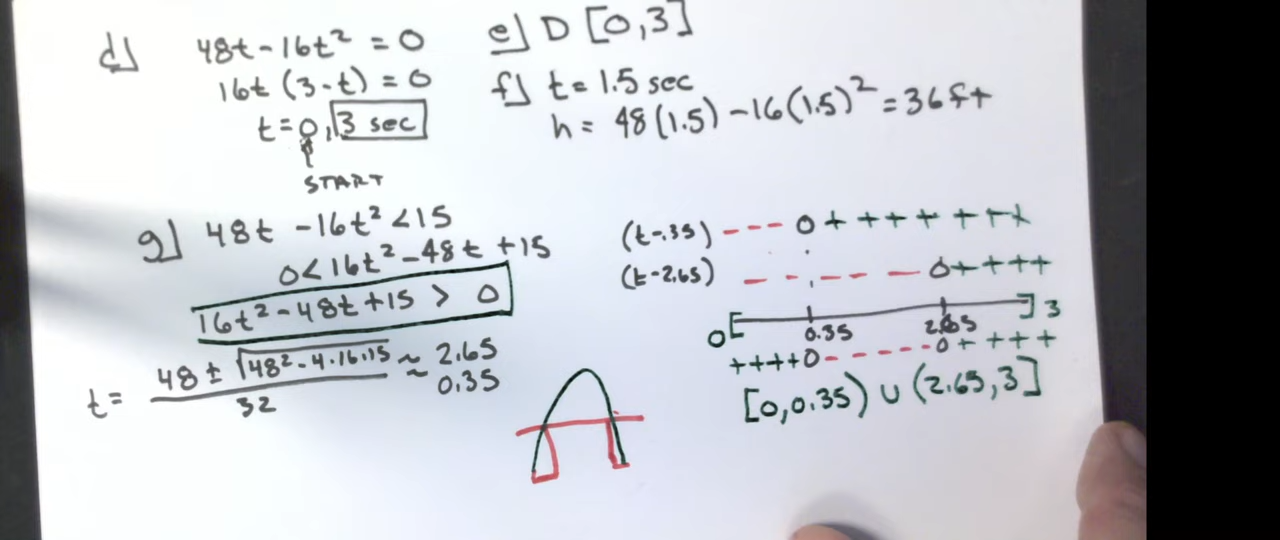 d) 48t - 16t² = 0
16t (3 - t) = 0
t = 0, 3 sec
START
e) D [0,3]
f) t = 1.5 sec
h = 48(1.5) - 16(1.5)² = 36ft
g) 48t - 16t² < 15
0 < 16t² - 48t + 15
16t² - 48t + 15 > 0
t = 48 ± √48² - 4·16·15 / 32 ≈ 2.65
≈ 0.35
(t-.35) - - - 0 + + + + + + +
(t-2.65) - - - - - - 0 + + + +
0 [ 0.35 2.65 ] 3
+ + + + 0 - - - - - - 0 + + + +
[0,0.35) ∪ (2.65,3]